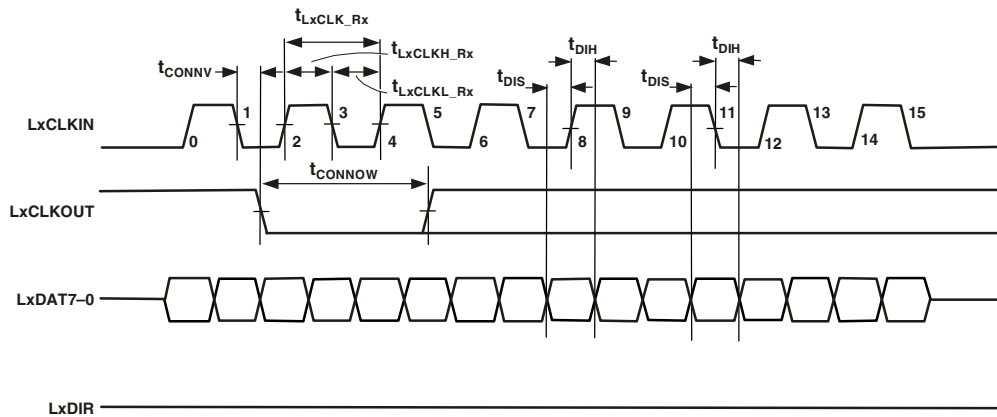 tLxCLK_Rx
tLxCLKH_Rx
tLxCLKL_Rx
tCONNV
tDIH
tDIH
tDIS
tDIS
LxCLKIN
0 1 2 3 4 5 6 7 8 9 10 11 12 13 14 15
tCONNOW
LxCLKOUT
LxDAT7–0
LxDIR